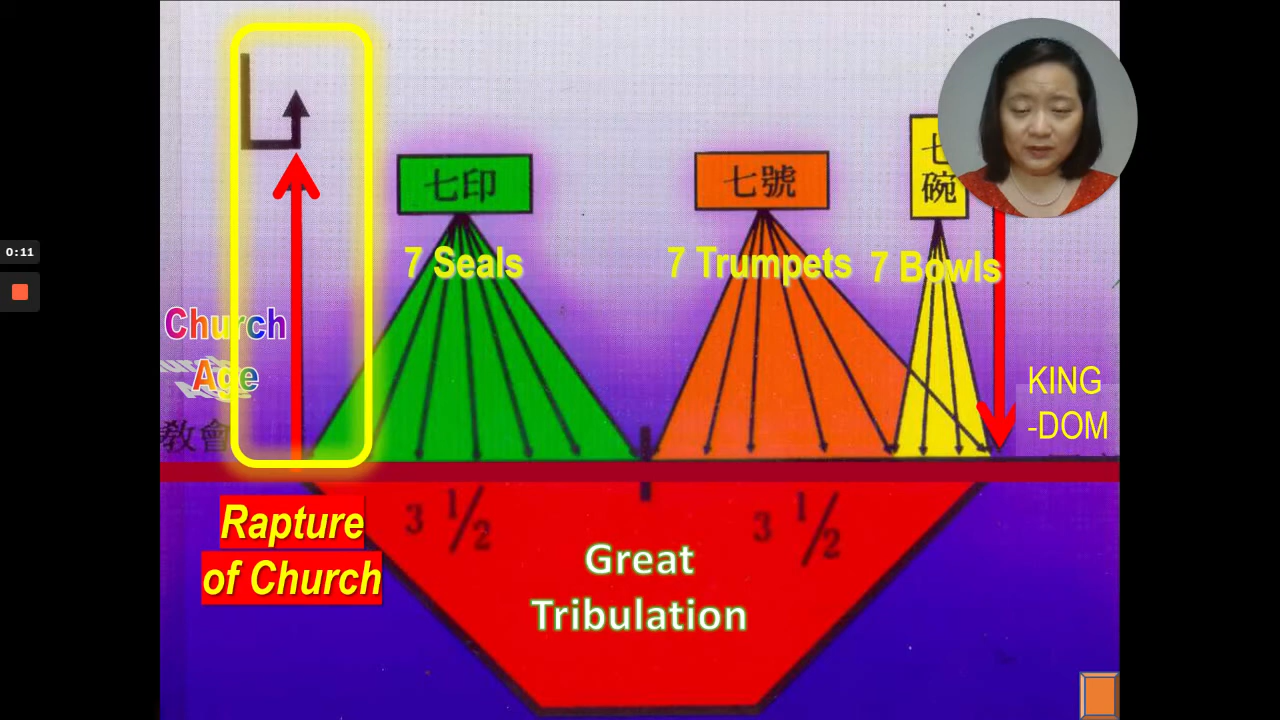 0:11
七印
七號
七
碗
7 Seals
7 Trumpets
7 Bowls
Church
Age
教會
KING
-DOM
Rapture
of Church
3 1/2
3 1/2
Great
Tribulation